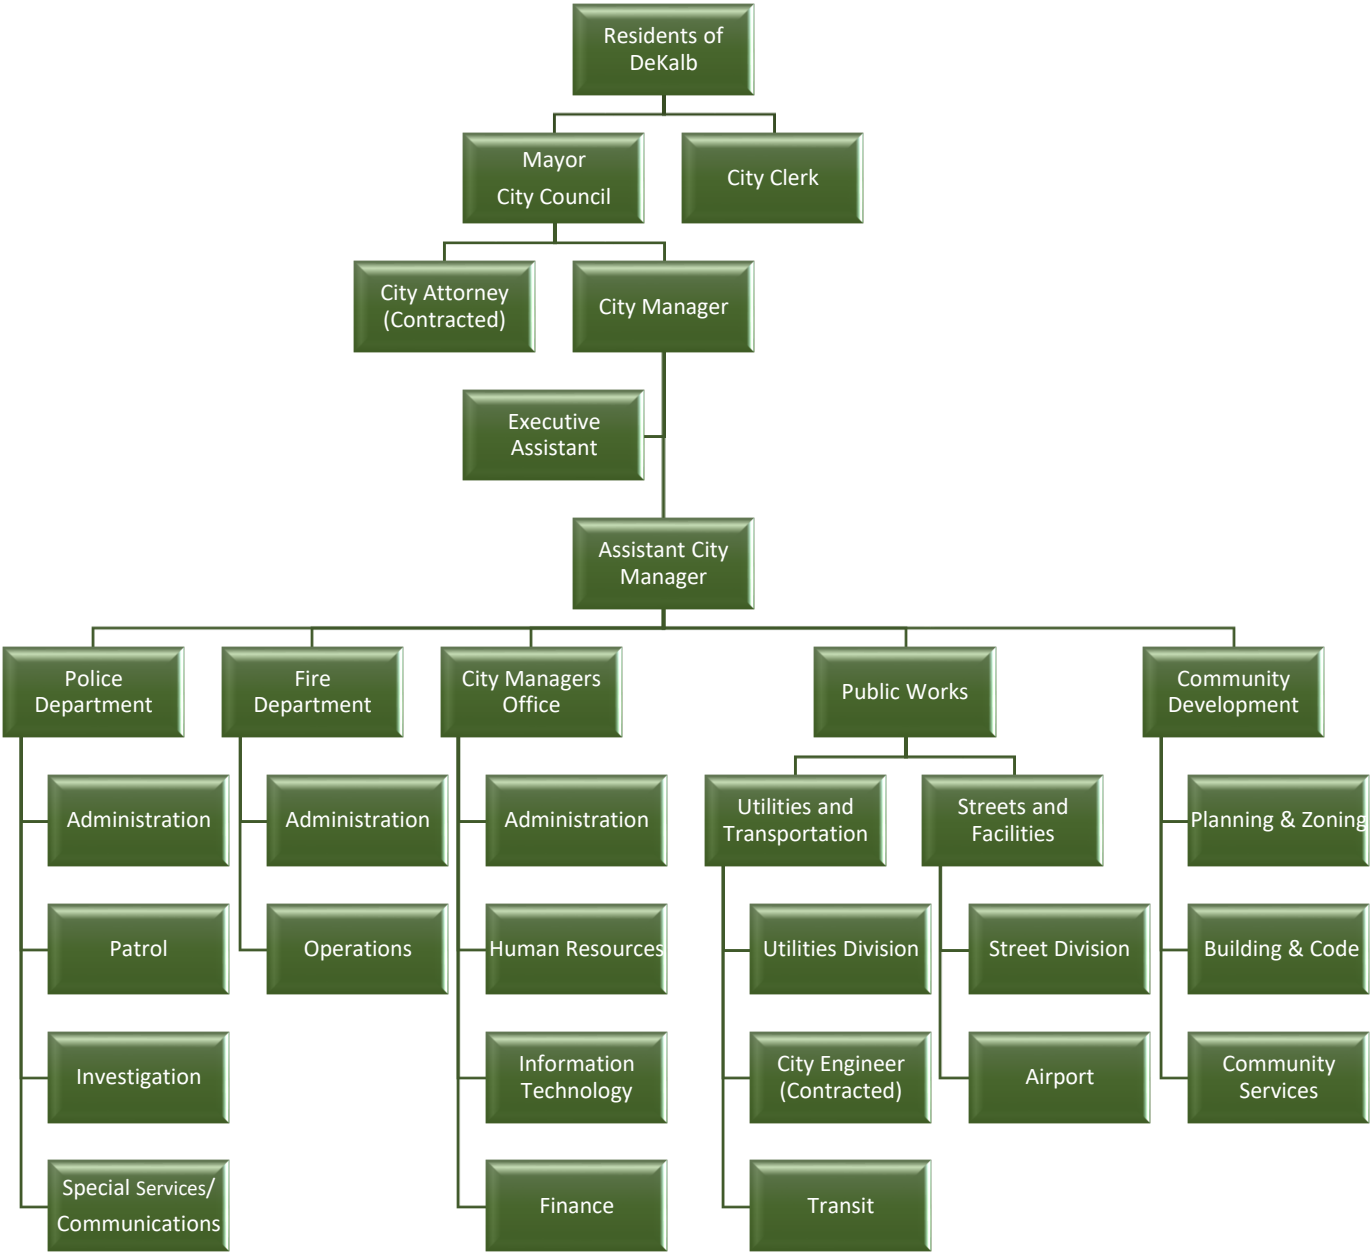 Residents of
DeKalb
Mayor
City Council
City Clerk
City Attorney
(Contracted)
City Manager
Executive
Assistant
Assistant City
Manager
Police
Department
Fire
Department
City Managers
Office
Public Works
Community
Development
Administration
Administration
Administration
Utilities and
Transportation
Streets and
Facilities
Planning & Zoning
Patrol
Operations
Human Resources
Utilities Division
Street Division
Building & Code
Investigation
Information
Technology
City Engineer
(Contracted)
Airport
Community
Services
Special Services/
Communications
Finance
Transit